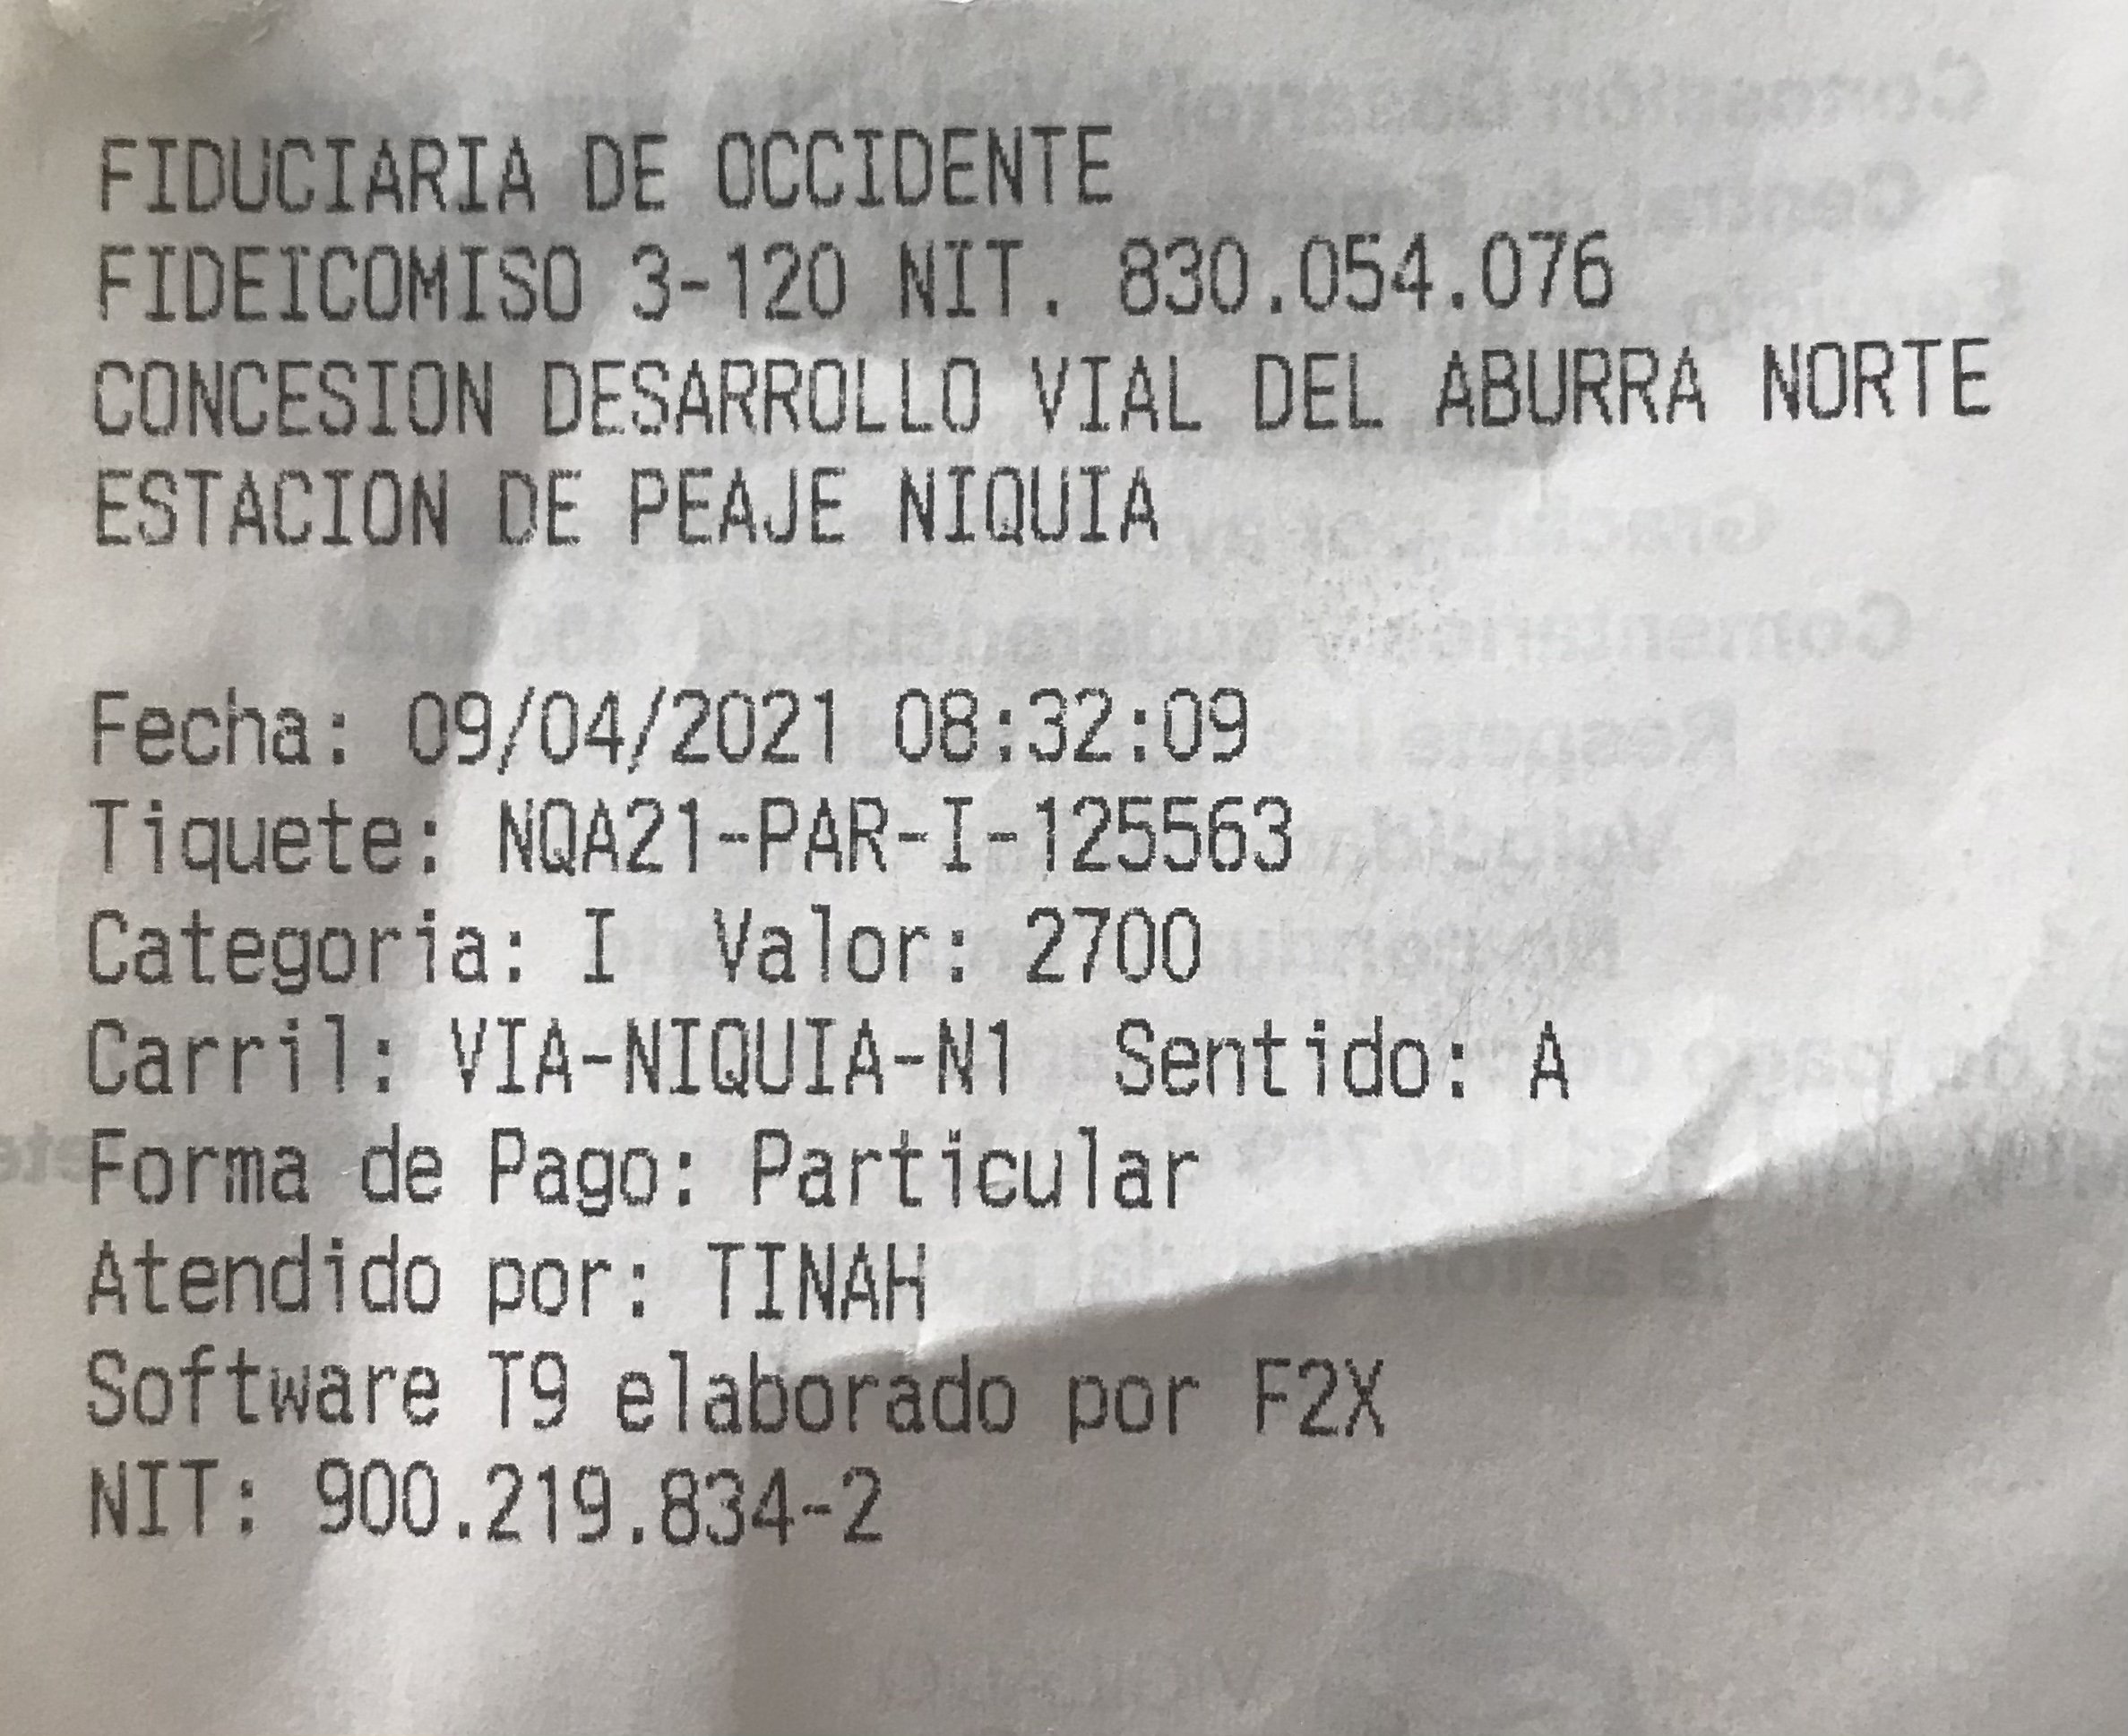 FIDUCIARIA DE OCCIDENTE
FIDEICOMISO 3-120 NIT. 830.054.076
CONCESION DESARROLLO VIAL DEL ABURRA NORTE
ESTACION DE PEAJE NIQUIA
Fecha: 09/04/2021 08:32:09
Tiquete: NQA21-PAR-I-125563
Categoria: I Valor: 2700
Carril: VIA-NIQUIA-N1 Sentido: A
Forma de Pago: Particular
Atendido por: TINAH
Software T9 elaborado por F2X
NIT: 900.219.834-2